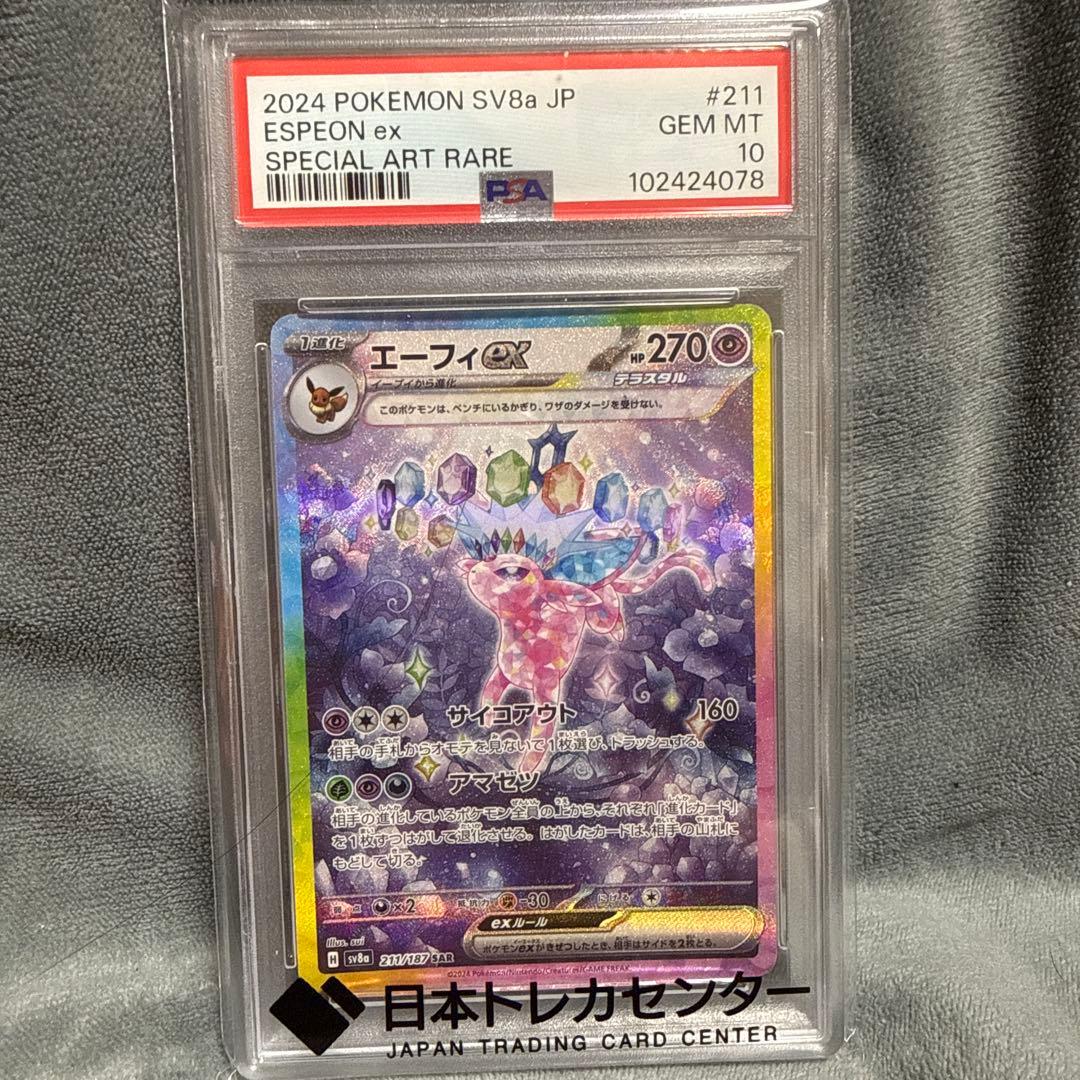 2024 POKEMON SV8a JP #211
ESPEON ex GEM MT
SPECIAL ART RARE 10
PSA 102424078
1進化 エーフィex HP270
イーブイから進化 テラスタル
このポケモンは、ベンチにいるかぎり、ワザのダメージを受けない。
サイコアウト 160
相手の手札からオモテを見ないで1枚選び、トラッシュする。
アマゼツ
相手の進化しているポケモン全員の上から、それぞれ「進化カード」
を1枚ずつはがして退化させる。はがしたカードは、相手の山札に
もどして切る。
弱点 ×2 抵抗力 -30 にげる
exルール
ポケモンexがきぜつしたとき、相手はサイドを2枚とる。
Illus. sui
H sv8a 211/187 SAR
©2024 Pokémon/Nintendo/Creatures/GAME FREAK
日本トレカセンター
JAPAN TRADING CARD CENTER